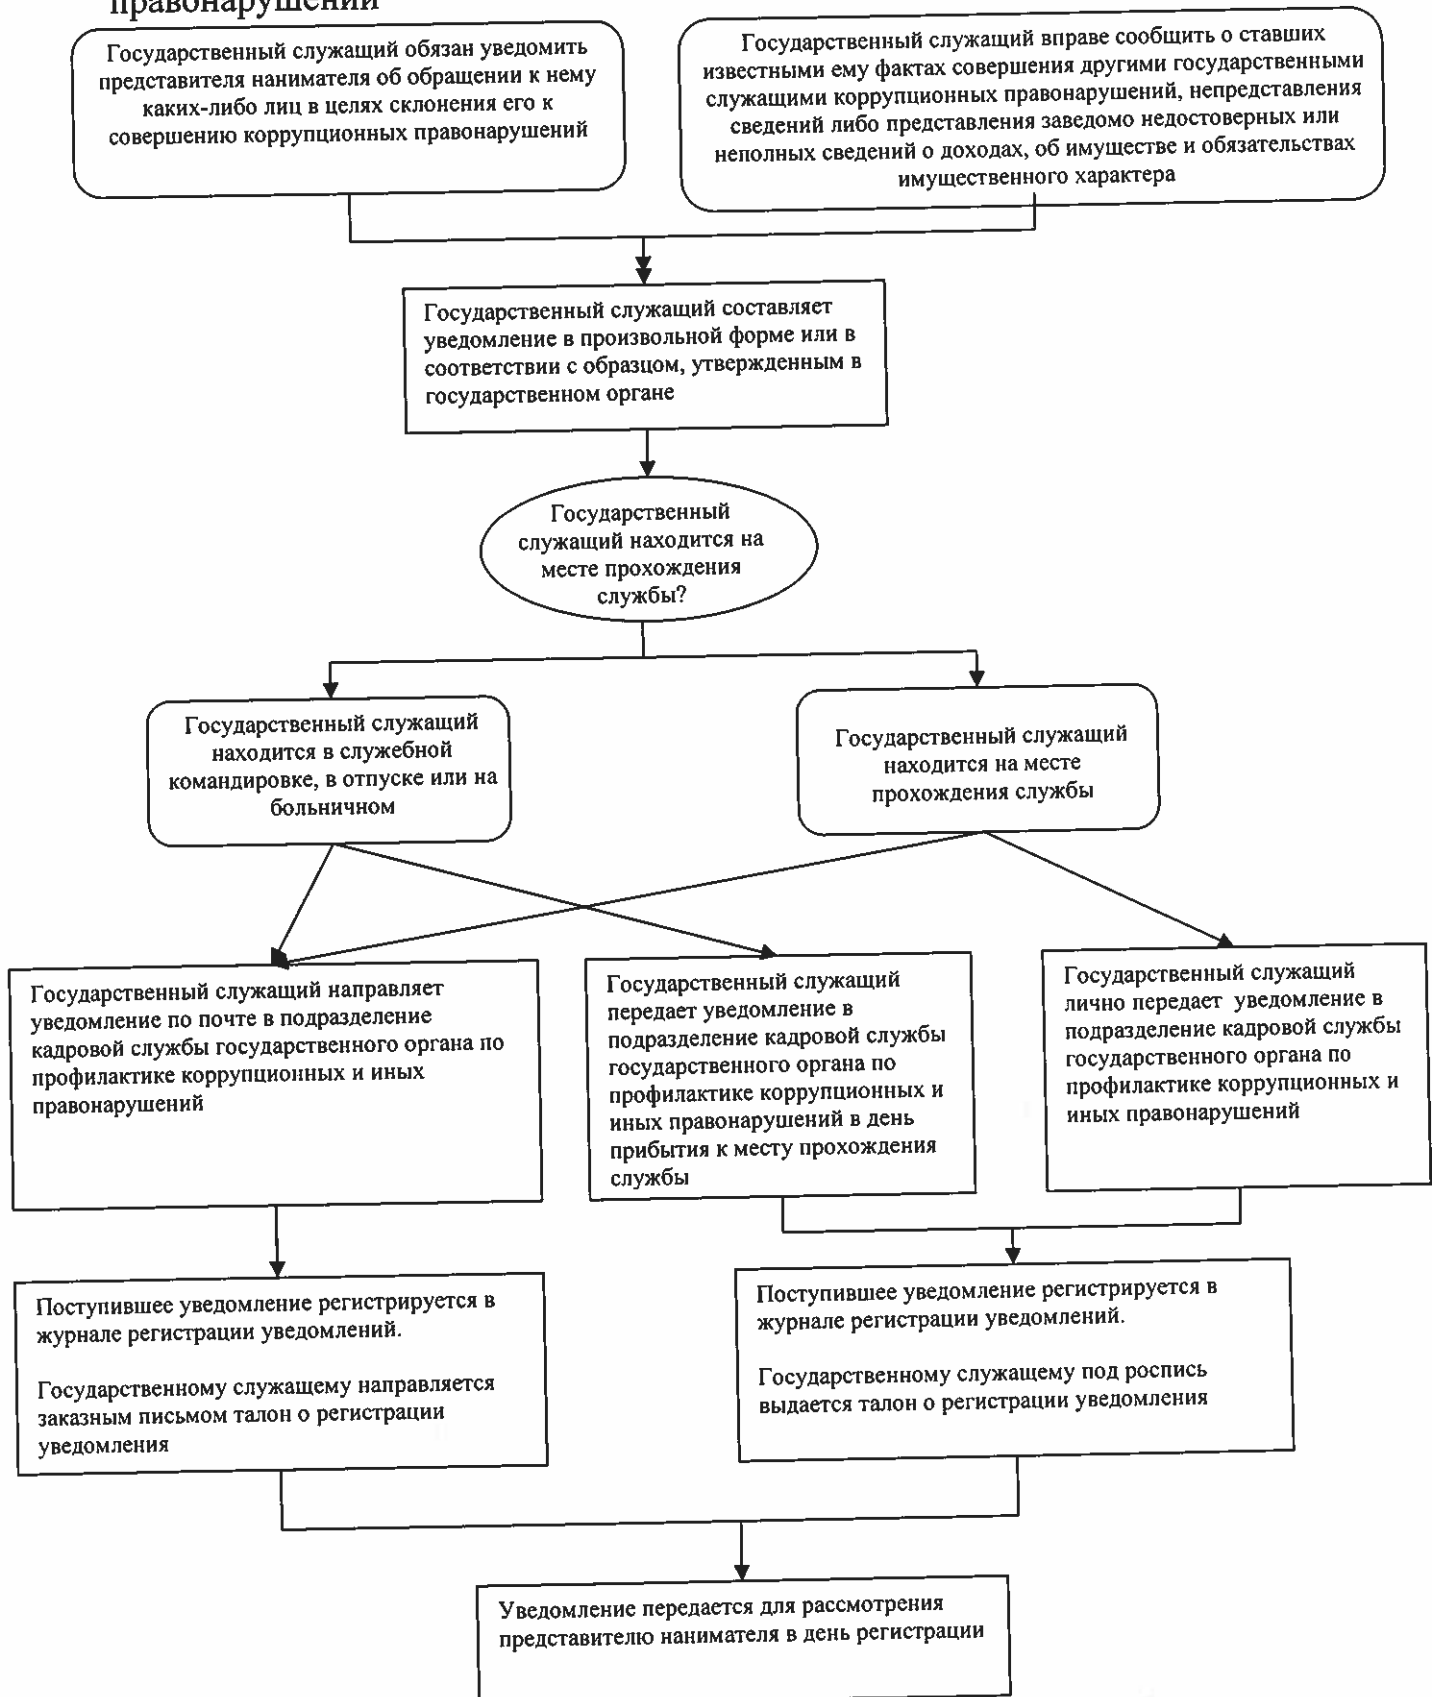 правонарушений
Государственный служащий обязан уведомить
представителя нанимателя об обращении к нему
каких-либо лиц в целях склонения его к
совершению коррупционных правонарушений
Государственный служащий вправе сообщить о ставших
известными ему фактах совершения другими государственными
служащими коррупционных правонарушений, непредставления
сведений либо представления заведомо недостоверных или
неполных сведений о доходах, об имуществе и обязательствах
имущественного характера
Государственный служащий составляет
уведомление в произвольной форме или в
соответствии с образцом, утвержденным в
государственном органе
Государственный
служащий находится на
месте прохождения
службы?
Государственный служащий
находится в служебной
командировке, в отпуске или на
больничном
Государственный служащий
находится на месте
прохождения службы
Государственный служащий направляет
уведомление по почте в подразделение
кадровой службы государственного органа по
профилактике коррупционных и иных
правонарушений
Государственный служащий
передает уведомление в
подразделение кадровой службы
государственного органа по
профилактике коррупционных и
иных правонарушений в день
прибытия к месту прохождения
службы
Государственный служащий
лично передает уведомление в
подразделение кадровой службы
государственного органа по
профилактике коррупционных и
иных правонарушений
Поступившее уведомление регистрируется в
журнале регистрации уведомлений.
Государственному служащему направляется
заказным письмом талон о регистрации
уведомления
Поступившее уведомление регистрируется в
журнале регистрации уведомлений.
Государственному служащему под роспись
выдается талон о регистрации уведомления
Уведомление передается для рассмотрения
представителю нанимателя в день регистрации